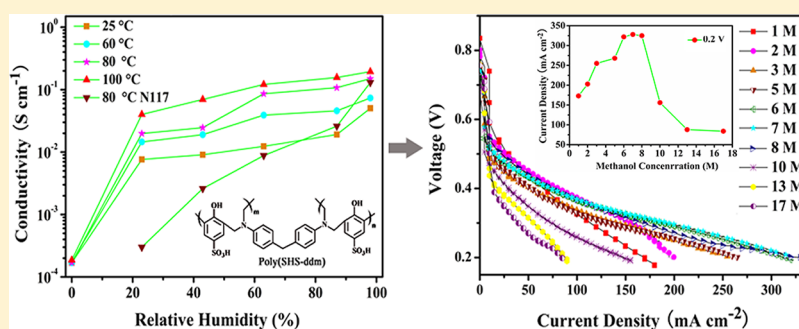 Conductivity (S cm⁻¹)
10⁰
10⁻¹
10⁻²
10⁻³
10⁻⁴
25 °C
60 °C
80 °C
100 °C
80 °C N117
OH
OH
m
n
N
N
SO₃H
SO₃H
Poly(SHS-ddm)
0 20 40 60 80 100
Relative Humidity (%)
Voltage (V)
0.8
0.6
0.4
0.2
Current Density (mA cm⁻²)
350
300
250
200
150
100
50
0.2 V
0 2 4 6 8 10 12 14 16 18
Methanol Concenrration (M)
1 M
2 M
3 M
5 M
6 M
7 M
8 M
10 M
13 M
17 M
0 50 100 150 200 250 300
Current Density (mA cm⁻²)